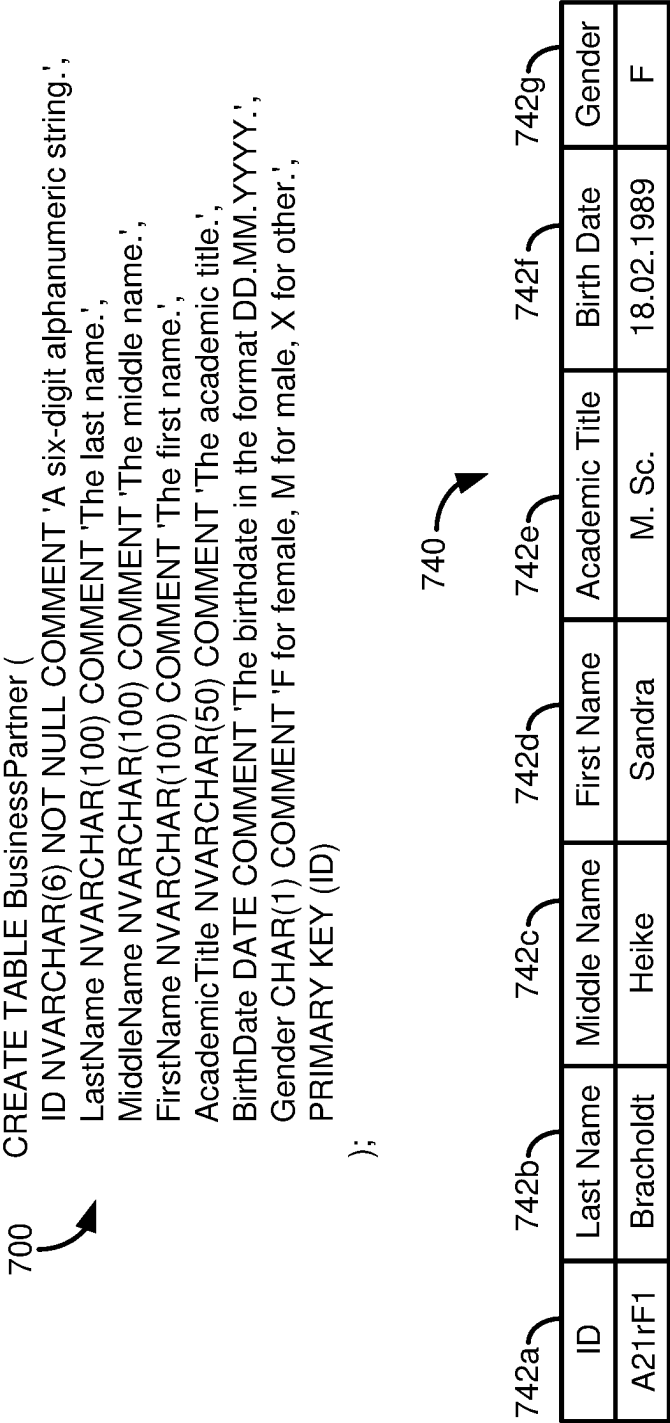 700
CREATE TABLE BusinessPartner (
ID NVARCHAR(6) NOT NULL COMMENT 'A six-digit alphanumeric string.',
LastName NVARCHAR(100) COMMENT 'The last name.',
MiddleName NVARCHAR(100) COMMENT 'The middle name.',
FirstName NVARCHAR(100) COMMENT 'The first name.',
AcademicTitle NVARCHAR(50) COMMENT 'The academic title.',
BirthDate DATE COMMENT 'The birthdate in the format DD.MM.YYYY.',
Gender CHAR(1) COMMENT 'F for female, M for male, X for other.',
PRIMARY KEY (ID)
);
740
742a 742b 742c 742d 742e 742f 742g
ID Last Name Middle Name First Name Academic Title Birth Date Gender
A21rF1 Bracholdt Heike Sandra M. Sc. 18.02.1989 F